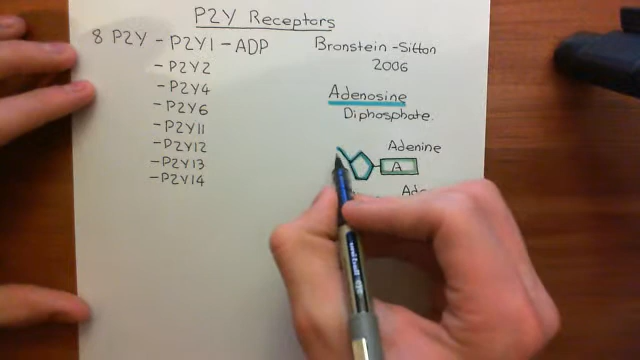 P2Y Receptors
8 P2Y - P2Y1 - ADP
- P2Y2
- P2Y4
- P2Y6
- P2Y11
- P2Y12
- P2Y13
- P2Y14
Bronstein-Sitton
2006
Adenosine
Diphosphate.
Adenine
A